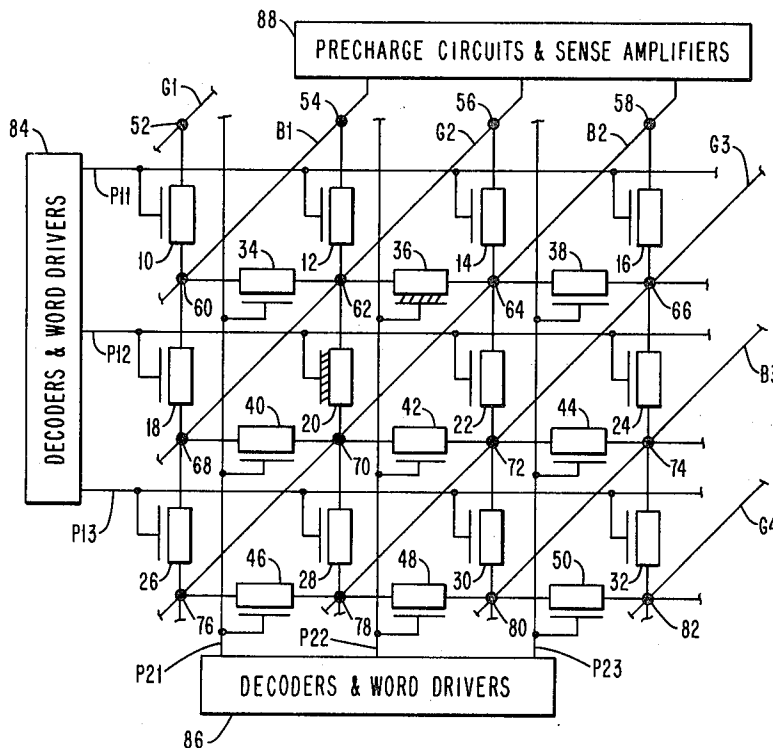 88
PRECHARGE CIRCUITS & SENSE AMPLIFIERS
G1
52
54
B1
56
G2
58
B2
G3
84
DECODERS & WORD DRIVERS
P11
10
34
12
36
14
38
16
60
62
64
66
P12
B3
18
40
20
42
22
44
24
68
70
72
74
P13
G4
26
46
28
48
30
50
32
76
78
80
82
P21
P22
P23
DECODERS & WORD DRIVERS
86